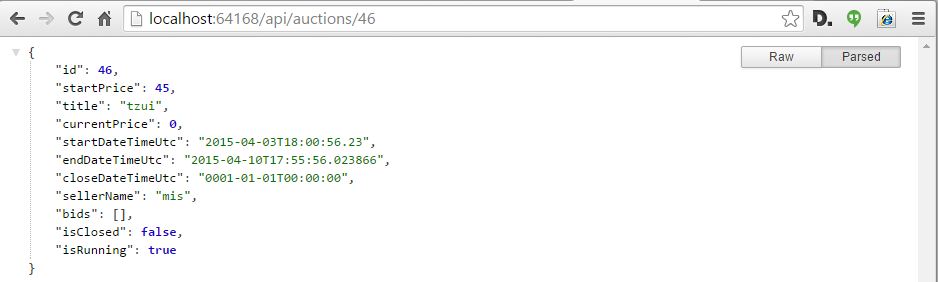 localhost:64168/api/auctions/46
D.
Raw Parsed
{
"id": 46,
"startPrice": 45,
"title": "tzui",
"currentPrice": 0,
"startDateTimeUtc": "2015-04-03T18:00:56.23",
"endDateTimeUtc": "2015-04-10T17:55:56.023866",
"closeDateTimeUtc": "0001-01-01T00:00:00",
"sellerName": "mis",
"bids": [],
"isClosed": false,
"isRunning": true
}